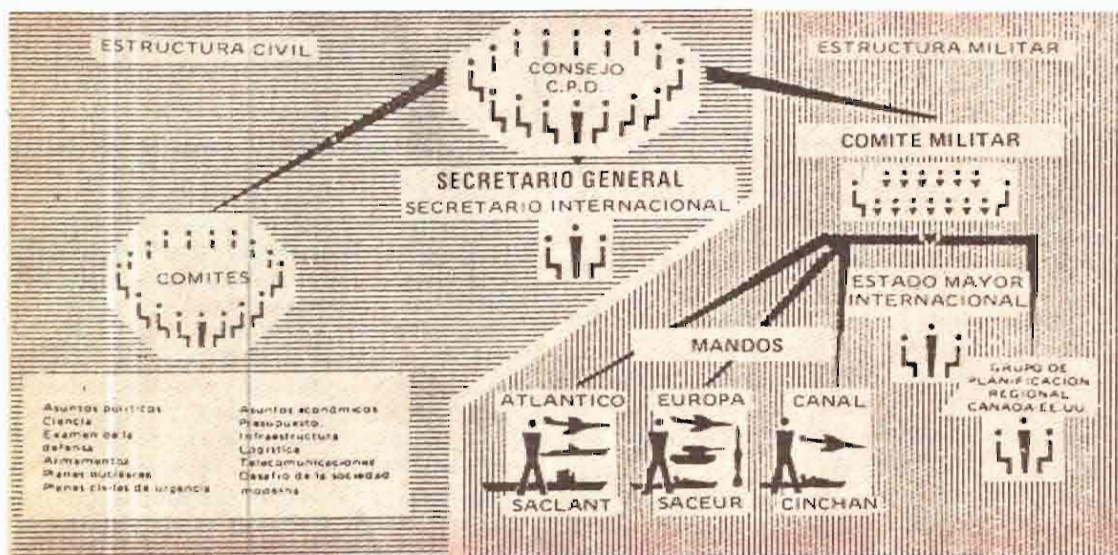 ESTRUCTURA CIVIL
CONSEJO
C.P.D.
ESTRUCTURA MILITAR
COMITE MILITAR
SECRETARIO GENERAL
SECRETARIO INTERNACIONAL
COMITES
ESTADO MAYOR
INTERNACIONAL
MANDOS
GRUPO DE
PLANIFICACION
REGIONAL
CANADA-EE.UU.
ATLANTICO
EUROPA
CANAL
SACLANT
SACEUR
CINCHAN
Asuntos políticos
Ciencia
Examen de la
defensa
Armamentos
Planes nucleares
Planes civiles de urgencia
Asuntos económicos
Presupuesto
Infraestructura
Logística
Telecomunicaciones
Desafío de la sociedad
moderna